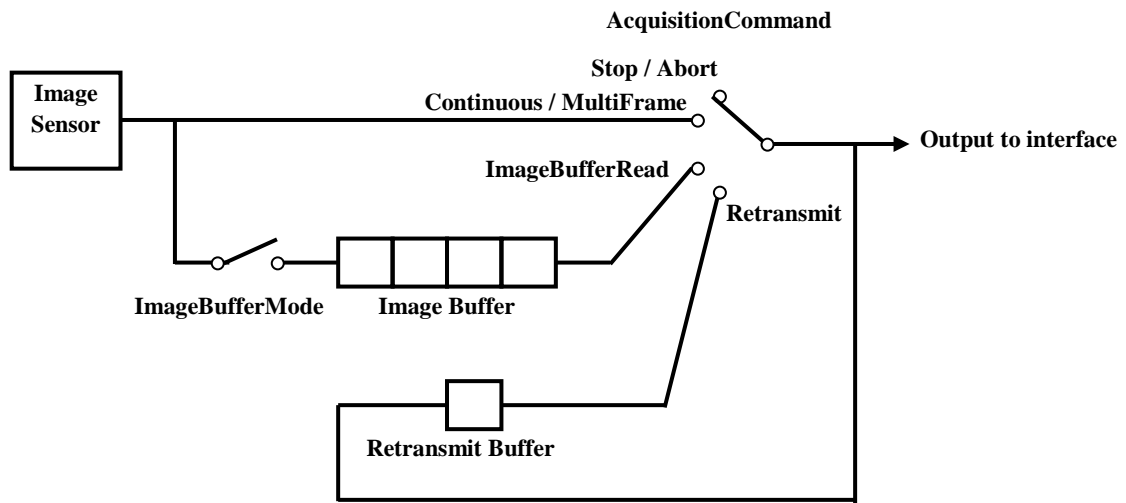 AcquisitionCommand
Stop / Abort
Image
Sensor
Continuous / MultiFrame
Output to interface
ImageBufferRead
Retransmit
ImageBufferMode
Image Buffer
Retransmit Buffer